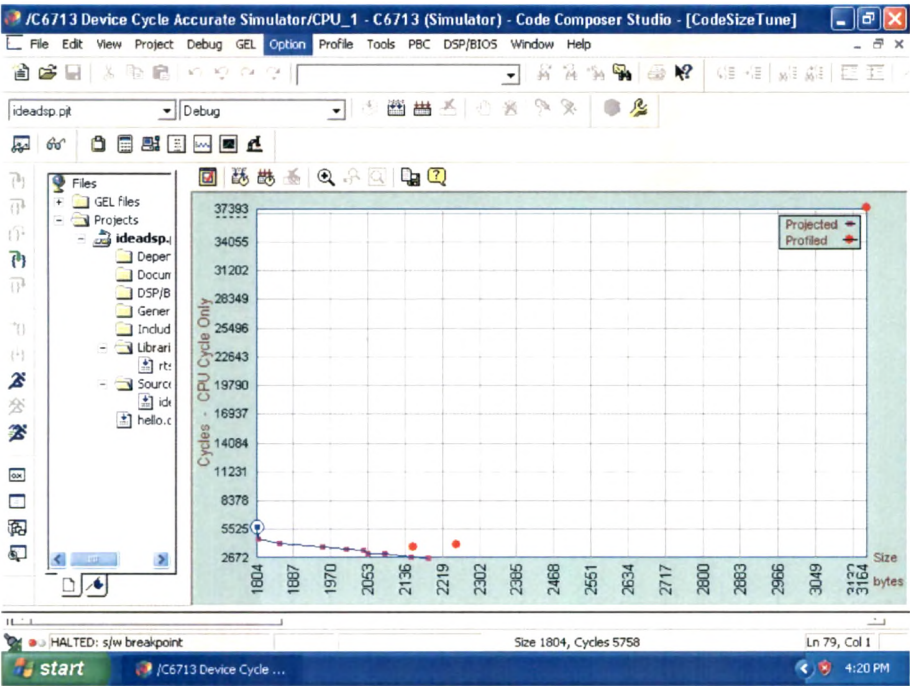 /C6713 Device Cycle Accurate Simulator/CPU_1 - C6713 (Simulator) - Code Composer Studio - [CodeSizeTune]
File Edit View Project Debug GEL Option Profile Tools PBC DSP/BIOS Window Help
ideadsp.pjt Debug
Files
GEL files
Projects
ideadsp.
Deper
Docum
DSP/B
Gener
Includ
Librari
rts
Source
ide
hello.c
Cycles - CPU Cycle Only
37393
34055
31202
28349
25496
22643
19790
16937
14084
11231
8378
5525
2672
Projected
Profiled
1804 1887 1970 2053 2136 2219 2302 2385 2468 2551 2634 2717 2800 2883 2966 3049 3132 3164
Size
bytes
HALTED: s/w breakpoint Size 1804, Cycles 5758 Ln 79, Col 1
start /C6713 Device Cycle ... 4:20 PM